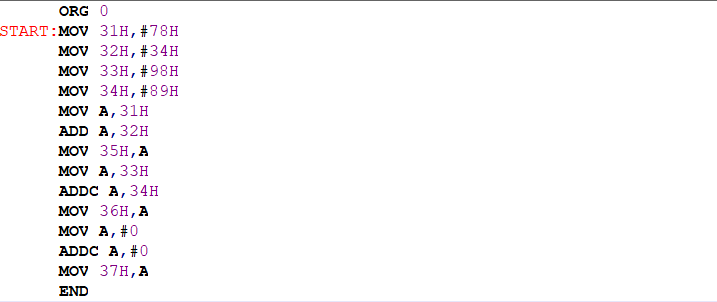 ORG 0
START:MOV 31H,#78H
MOV 32H,#34H
MOV 33H,#98H
MOV 34H,#89H
MOV A,31H
ADD A,32H
MOV 35H,A
MOV A,33H
ADDC A,34H
MOV 36H,A
MOV A,#0
ADDC A,#0
MOV 37H,A
END